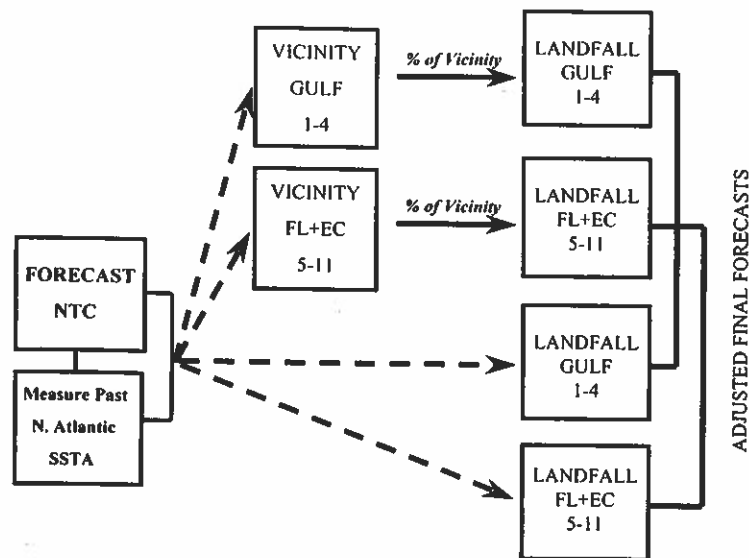 VICINITY
GULF
1-4
% of Vicinity
LANDFALL
GULF
1-4
VICINITY
FL+EC
5-11
% of Vicinity
LANDFALL
FL+EC
5-11
FORECAST
NTC
Measure Past
N. Atlantic
SSTA
LANDFALL
GULF
1-4
LANDFALL
FL+EC
5-11
ADJUSTED FINAL FORECASTS